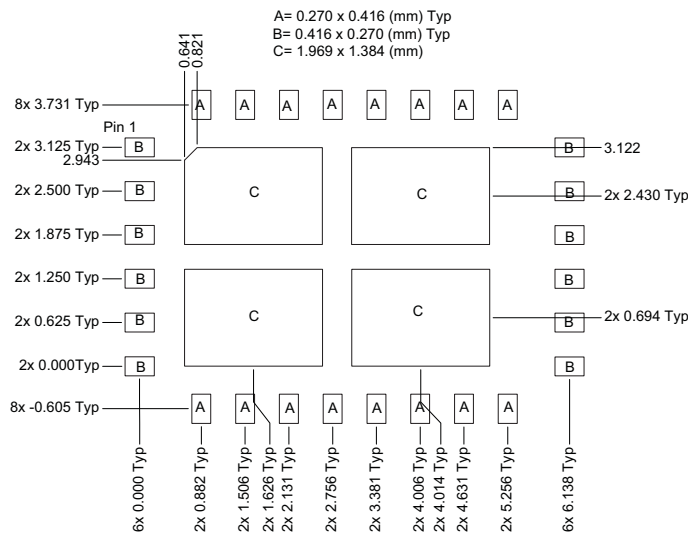 A= 0.270 x 0.416 (mm) Typ
B= 0.416 x 0.270 (mm) Typ
C= 1.969 x 1.384 (mm)
0.641
0.821
8x 3.731 Typ
A A A A A A A A
Pin 1
2x 3.125 Typ
B
B
3.122
2.943
2x 2.500 Typ
B
C
C
B
2x 2.430 Typ
2x 1.875 Typ
B
B
2x 1.250 Typ
B
B
2x 0.625 Typ
B
C
C
B
2x 0.694 Typ
2x 0.000Typ
B
B
8x -0.605 Typ
A A A A A A A A
6x 0.000 Typ
2x 0.882 Typ
2x 1.506 Typ
2x 1.626 Typ
2x 2.131 Typ
2x 2.756 Typ
2x 3.381 Typ
2x 4.006 Typ
2x 4.014 Typ
2x 4.631 Typ
2x 5.256 Typ
6x 6.138 Typ